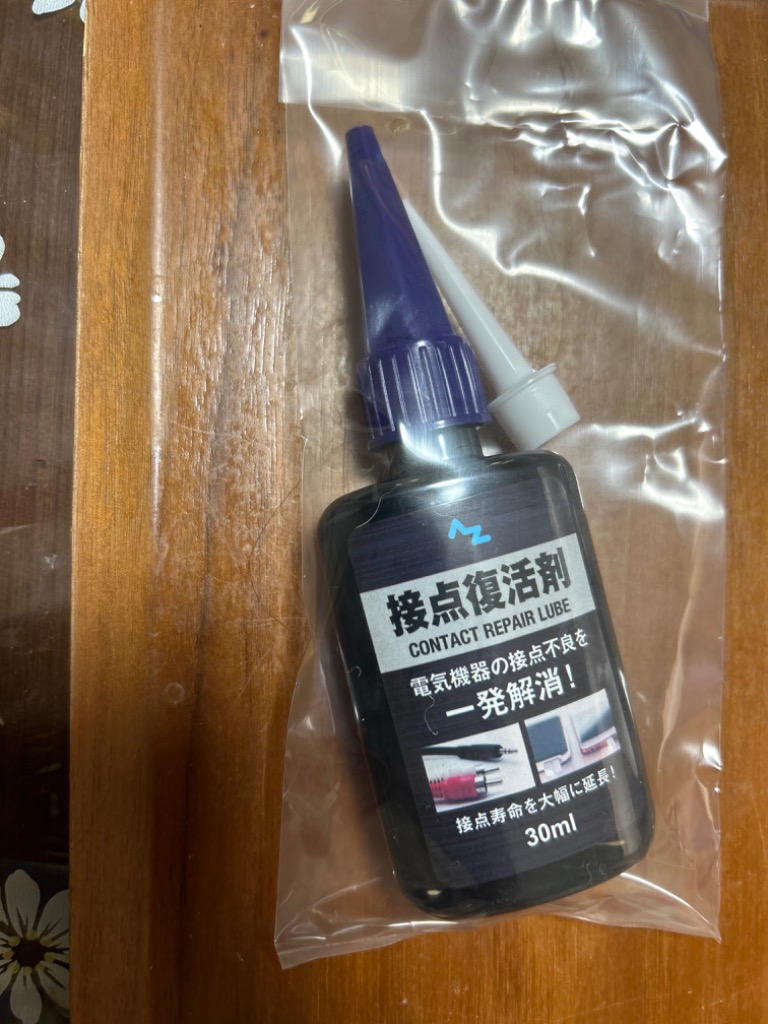 AZ
接点復活剤
CONTACT REPAIR LUBE
電気機器の接点不良を
一発解消!
接点寿命を大幅に延長!
30ml